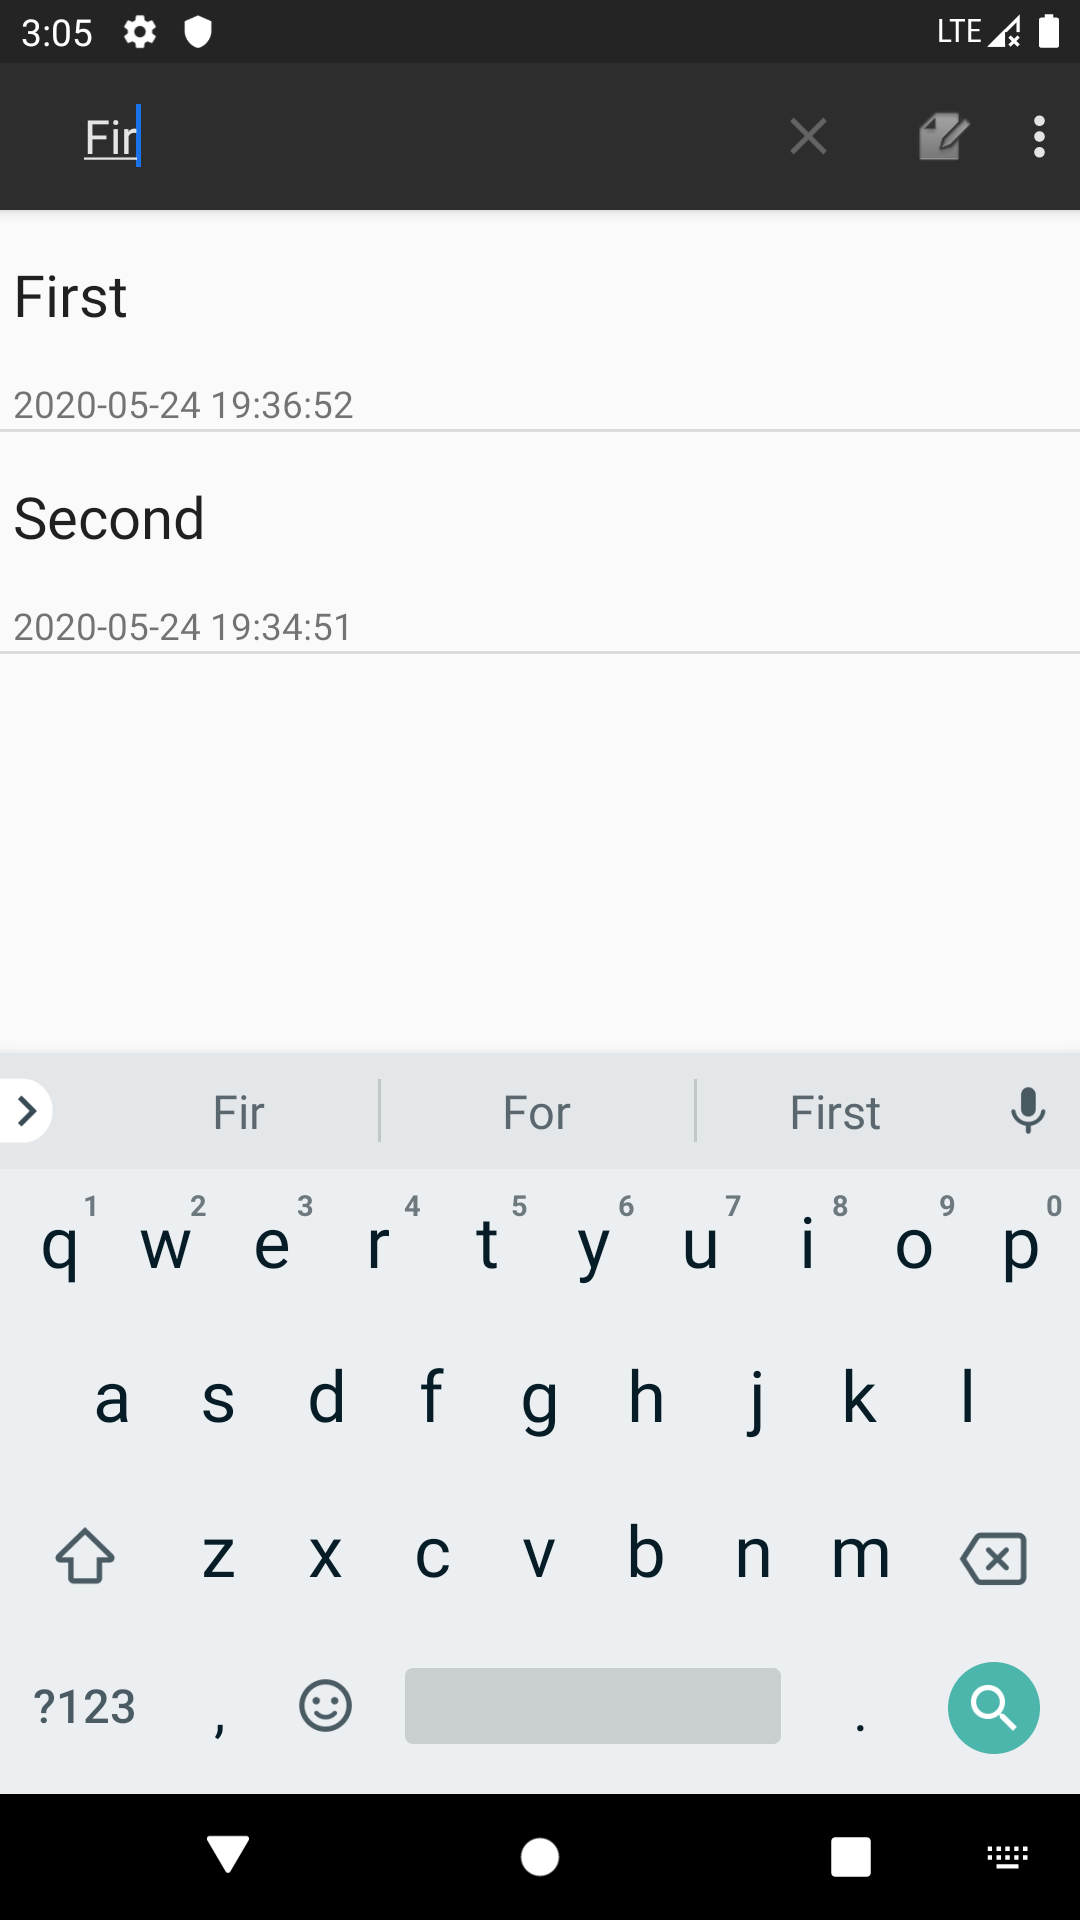 3:05 LTE
Fir
First
2020-05-24 19:36:52
Second
2020-05-24 19:34:51
Fir For First
1 2 3 4 5 6 7 8 9 0
q w e r t y u i o p
a s d f g h j k l
z x c v b n m
?123 , .